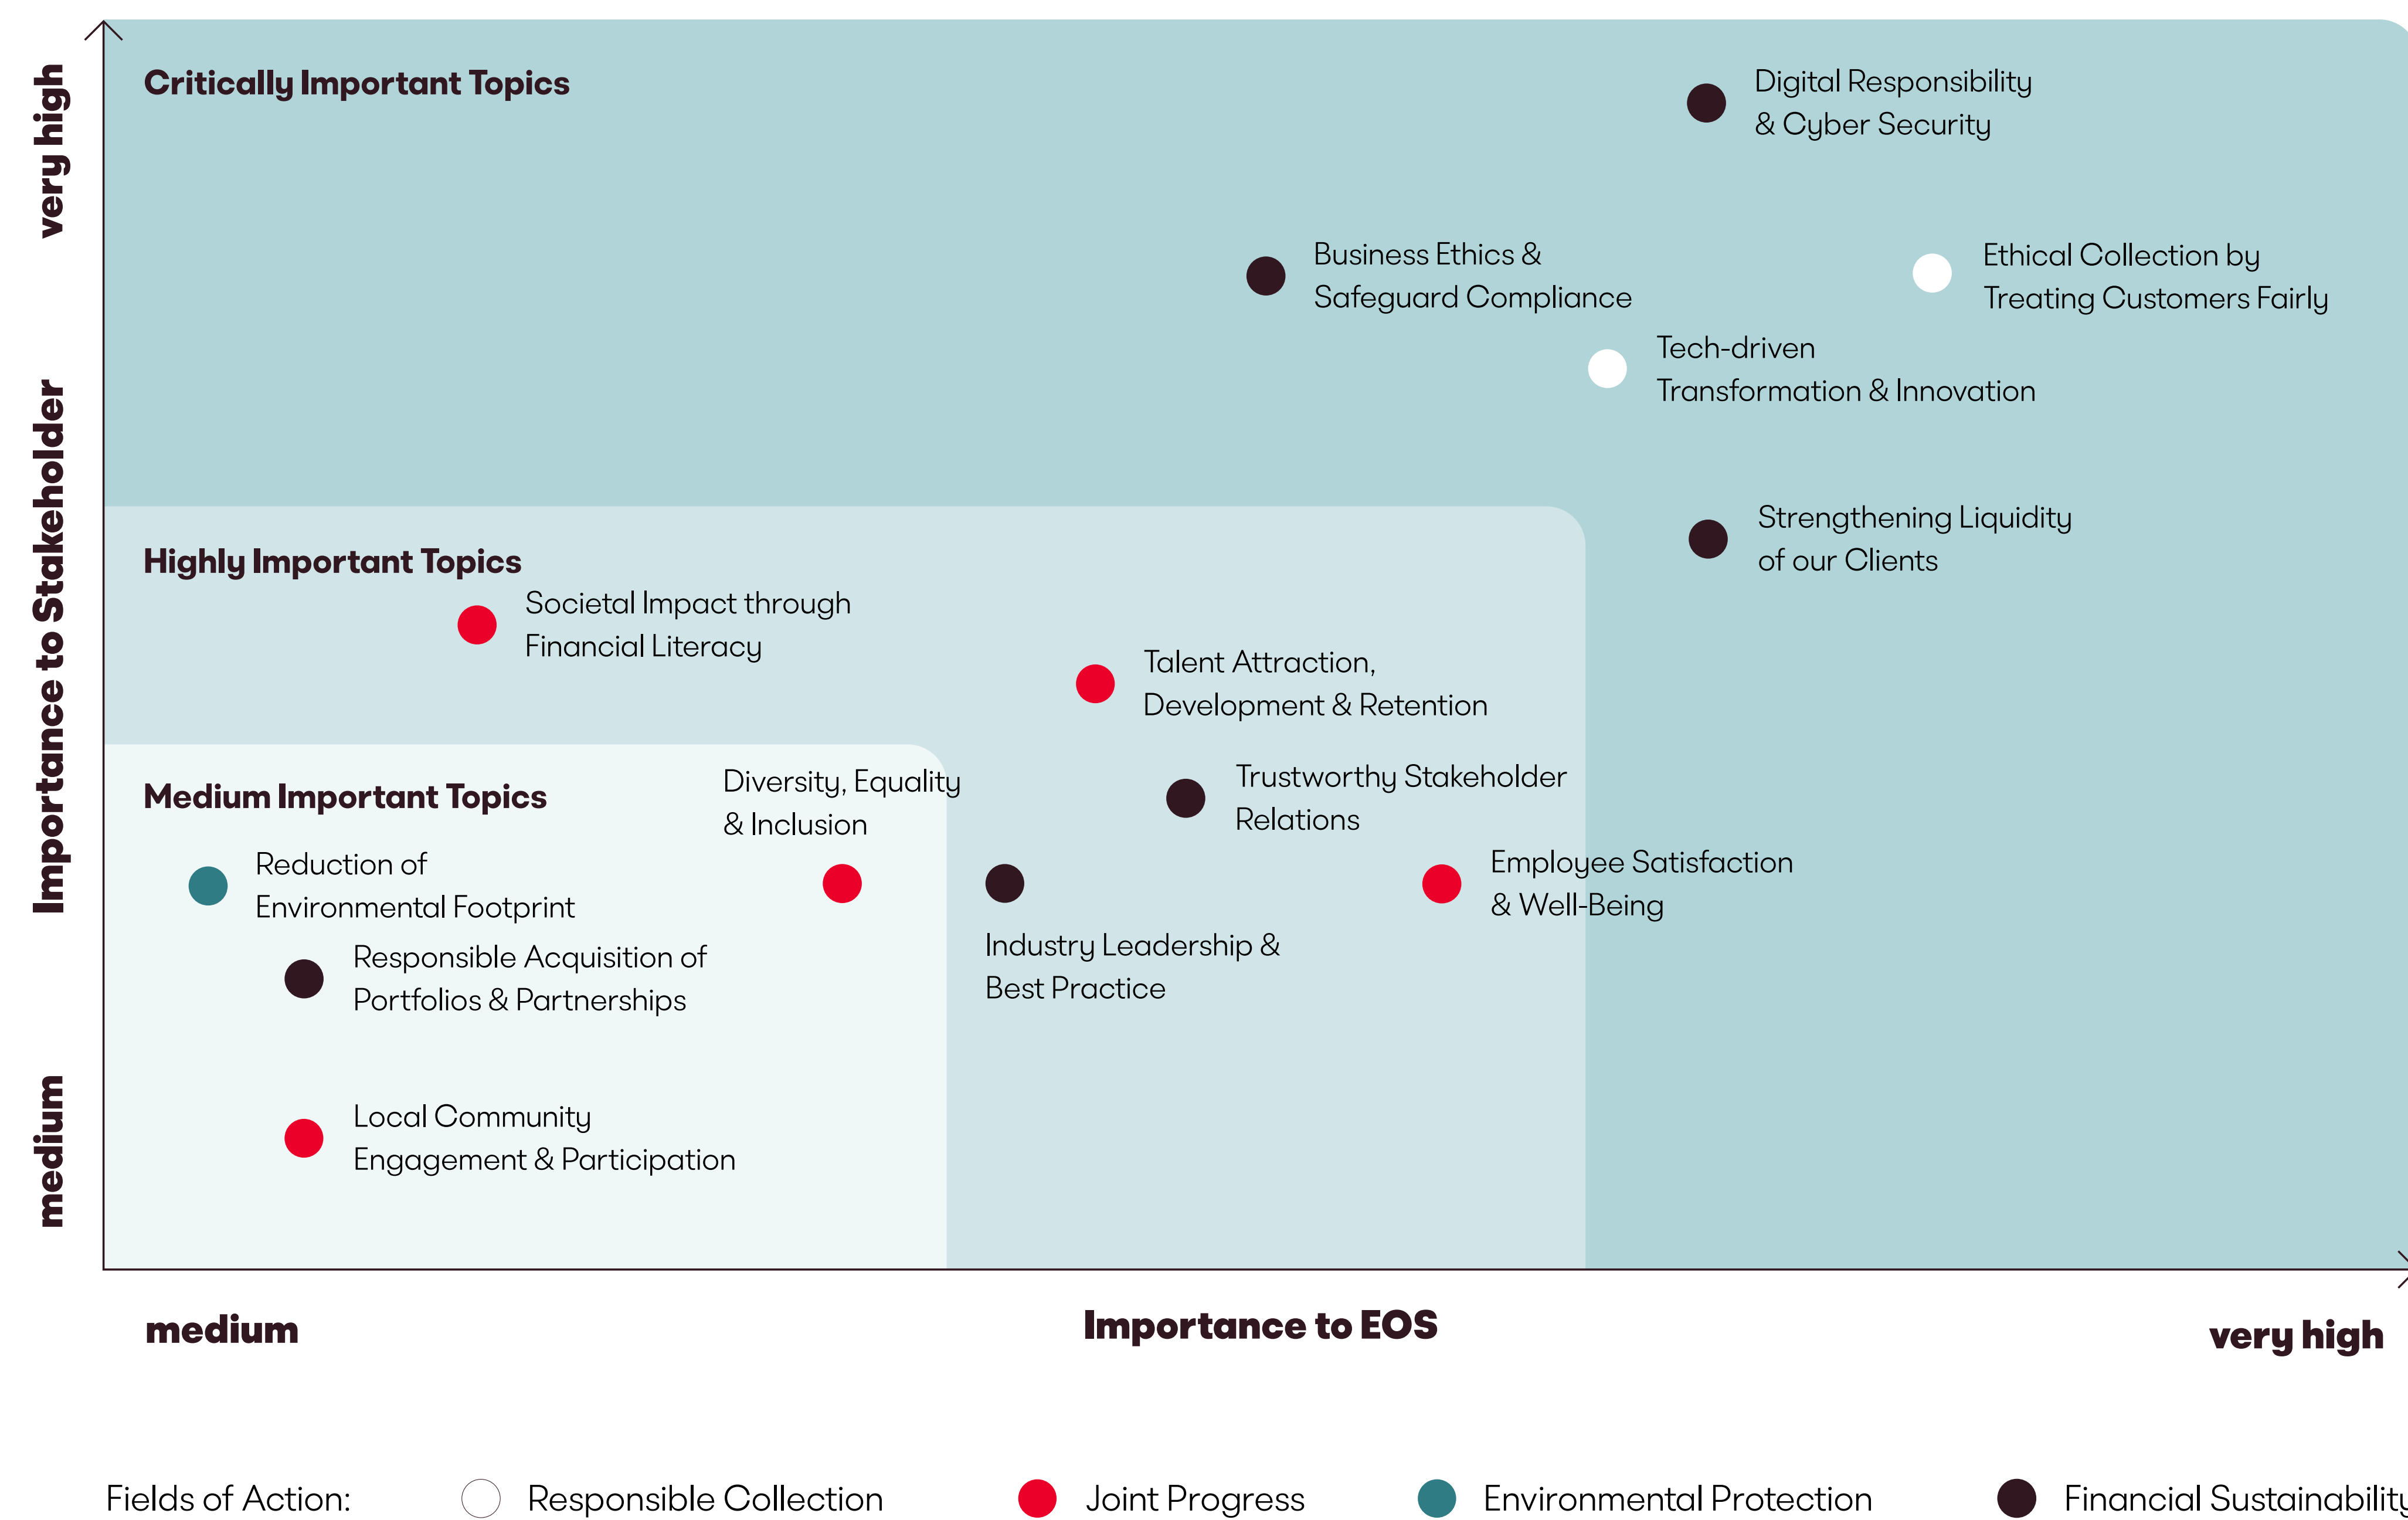 very high
Importance to Stakeholder
medium
Critically Important Topics
Digital Responsibility
& Cyber Security
Business Ethics &
Safeguard Compliance
Ethical Collection by
Treating Customers Fairly
Tech-driven
Transformation & Innovation
Strengthening Liquidity
of our Clients
Highly Important Topics
Societal Impact through
Financial Literacy
Talent Attraction,
Development & Retention
Trustworthy Stakeholder
Relations
Employee Satisfaction
& Well-Being
Industry Leadership &
Best Practice
Medium Important Topics
Diversity, Equality
& Inclusion
Reduction of
Environmental Footprint
Responsible Acquisition of
Portfolios & Partnerships
Local Community
Engagement & Participation
medium
Importance to EOS
very high
Fields of Action:
Responsible Collection
Joint Progress
Environmental Protection
Financial Sustainability